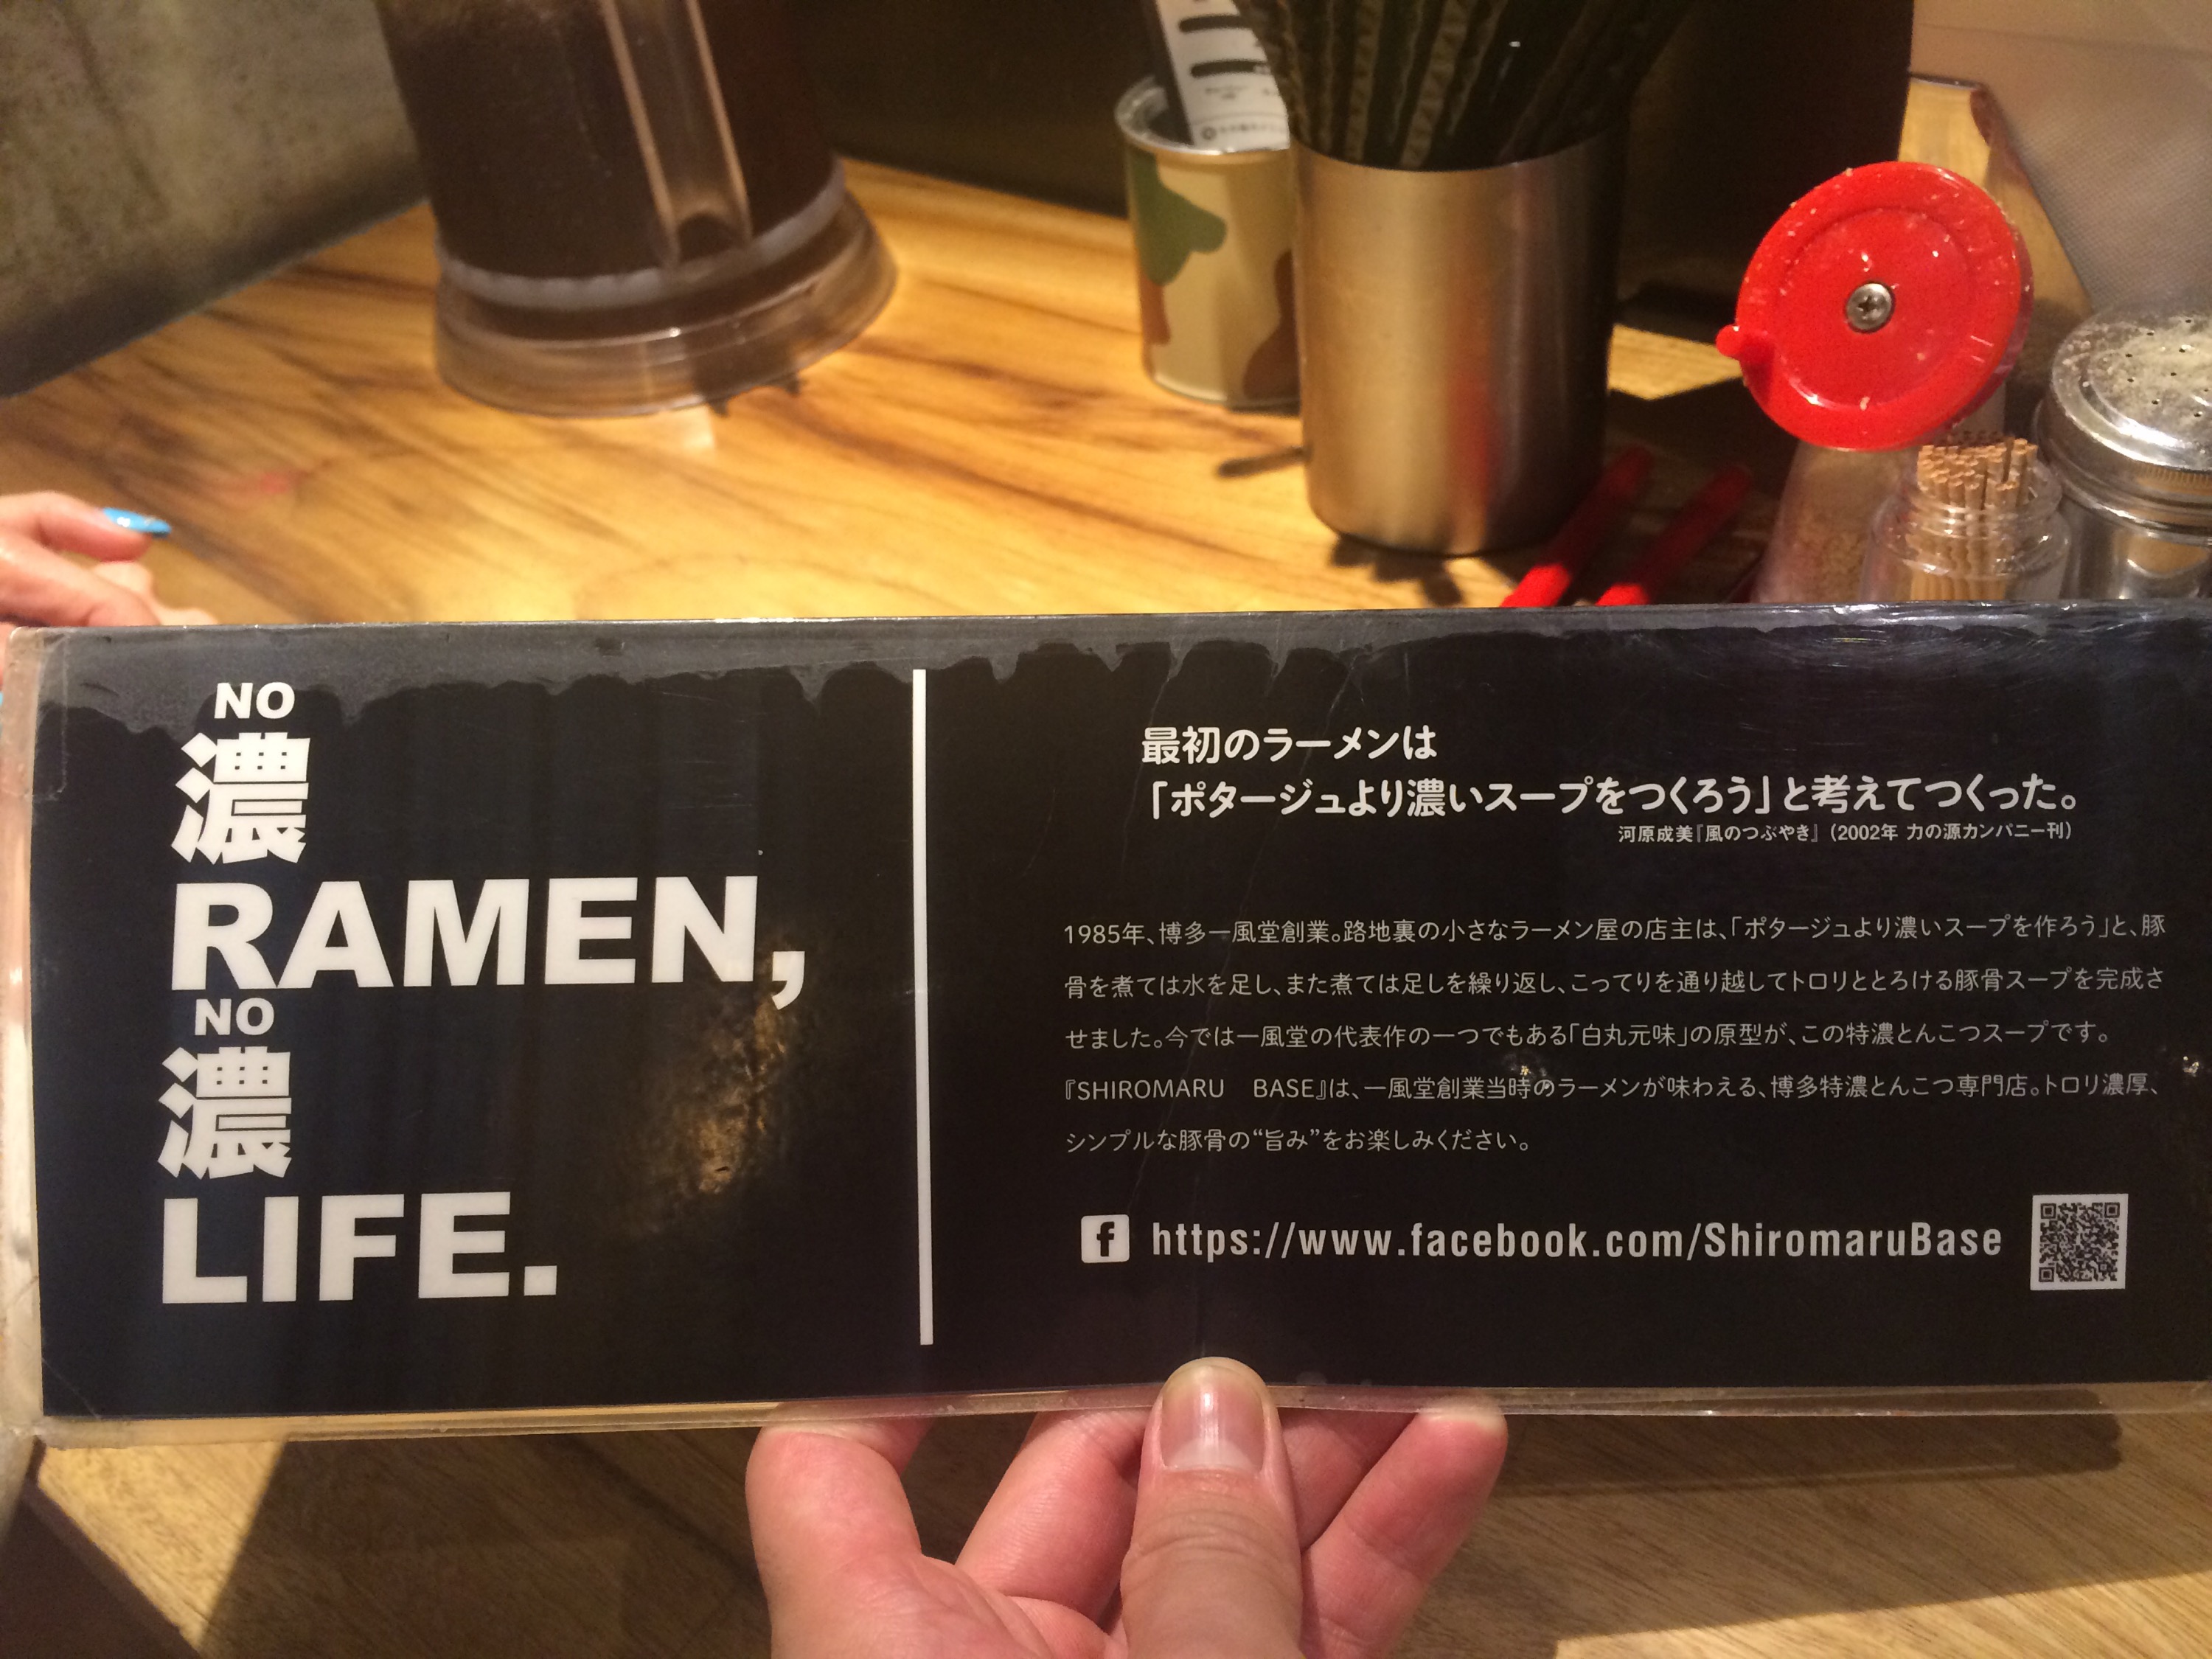 NO
濃
RAMEN,
NO
濃
LIFE.
最初のラーメンは
「ポタージュより濃いスープをつくろう」と考えてつくった。
河原成美『風のつぶやき』（2002年 力の源カンパニー刊）
1985年、博多一風堂創業。路地裏の小さなラーメン屋の店主は、「ポタージュより濃いスープを作ろう」と、豚
骨を煮ては水を足し、また煮ては足しを繰り返し、こってりを通り越してトロリととろける豚骨スープを完成さ
せました。今では一風堂の代表作の一つでもある「白丸元味」の原型が、この特濃とんこつスープです。
『SHIROMARU　BASE』は、一風堂創業当時のラーメンが味わえる、博多特濃とんこつ専門店。トロリ濃厚、
シンプルな豚骨の“旨み”をお楽しみください。
f https://www.facebook.com/ShiromaruBase